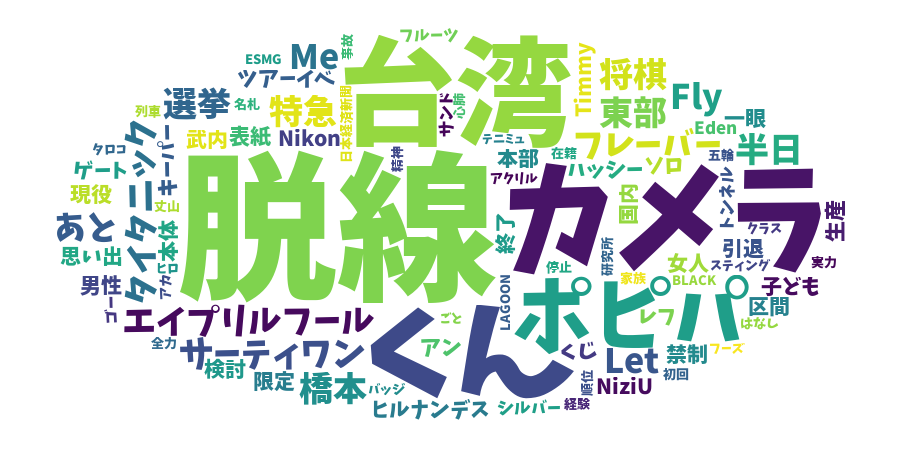 フルーツ
事故
台湾
ESMG
Me
Timmy
将棋
ツアーイベ
選挙
特急
日本経済新聞
サンド
心肺
東部
Fly
名札
列車
武内
表紙
Nikon
フレーバー
Eden
一眼
タロコ
タイタニック
キーパー
精神
テニミュ
本部
在籍
ハッシー
ソロ
五輪
半日
ゲート
アクリル
現役
丈山
脱線
カメラ
国内
トンネル
あと
本体
終了
クラス
生産
思い出
ヒロ
アカ
研究所
引退
男性
停止
女人
スティング
実力
家族
BLACK
子ども
ゴー
LAGOON
ポピパ
レフ
区間
エイプリルフール
くん
ごと
はなし
全力
サーティワン
アン
くじ
Let
禁制
フーズ
検討
限定
橋本
バッジ
順位
NiziU
初回
ヒルナンデス
シルバー
経験